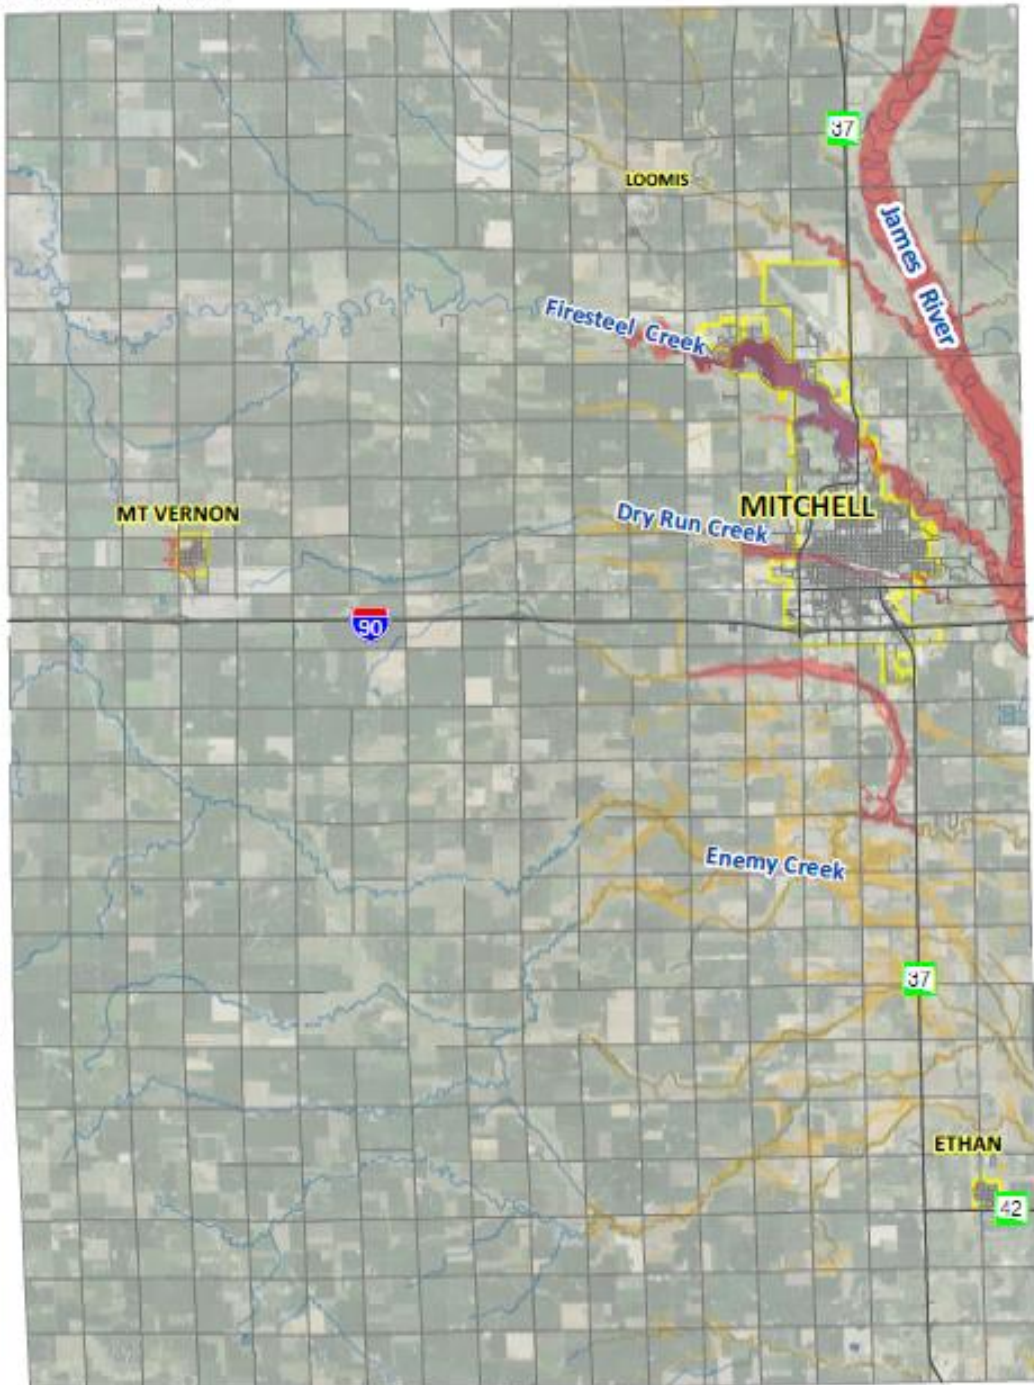 37
LOOMIS
James River
Firesteel Creek
MT VERNON
MITCHELL
Dry Run Creek
90
Enemy Creek
37
ETHAN
42